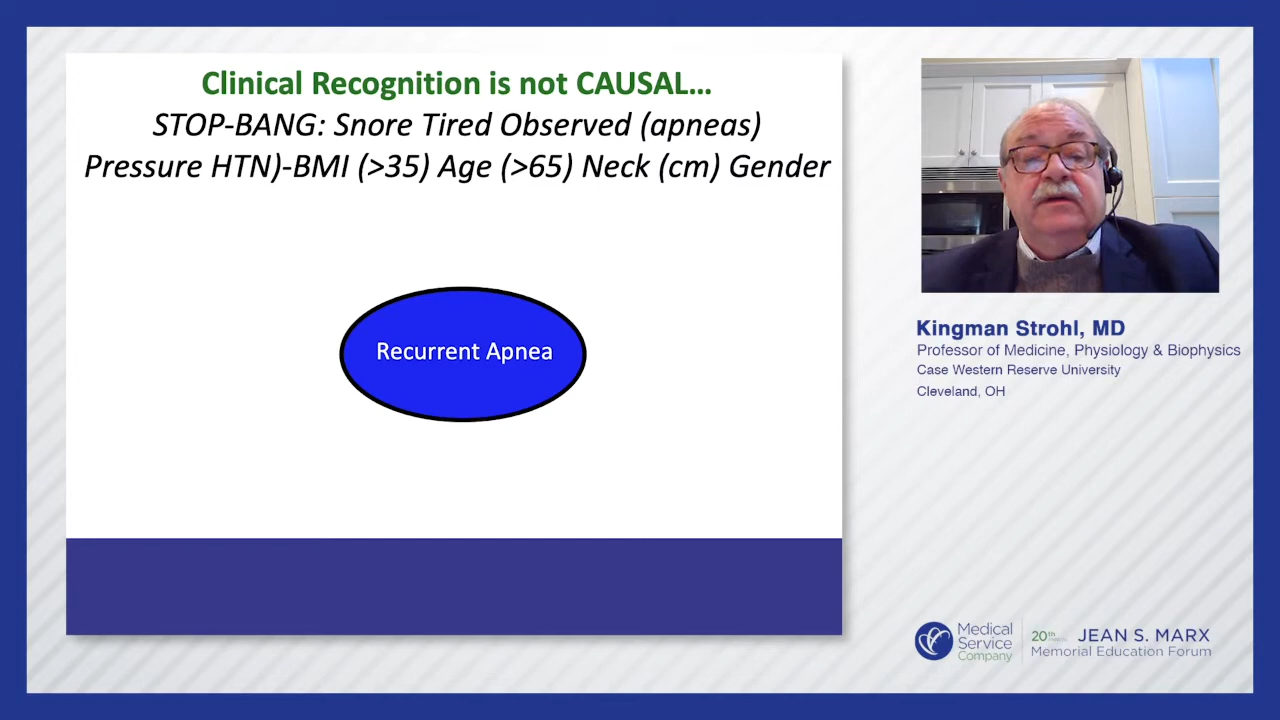 Clinical Recognition is not CAUSAL...
STOP-BANG: Snore Tired Observed (apneas)
Pressure HTN)-BMI (>35) Age (>65) Neck (cm) Gender
Recurrent Apnea
Kingman Strohl, MD
Professor of Medicine, Physiology & Biophysics
Case Western Reserve University
Cleveland, OH
Medical
Service
Company
20th JEAN S. MARX
Memorial Education Forum